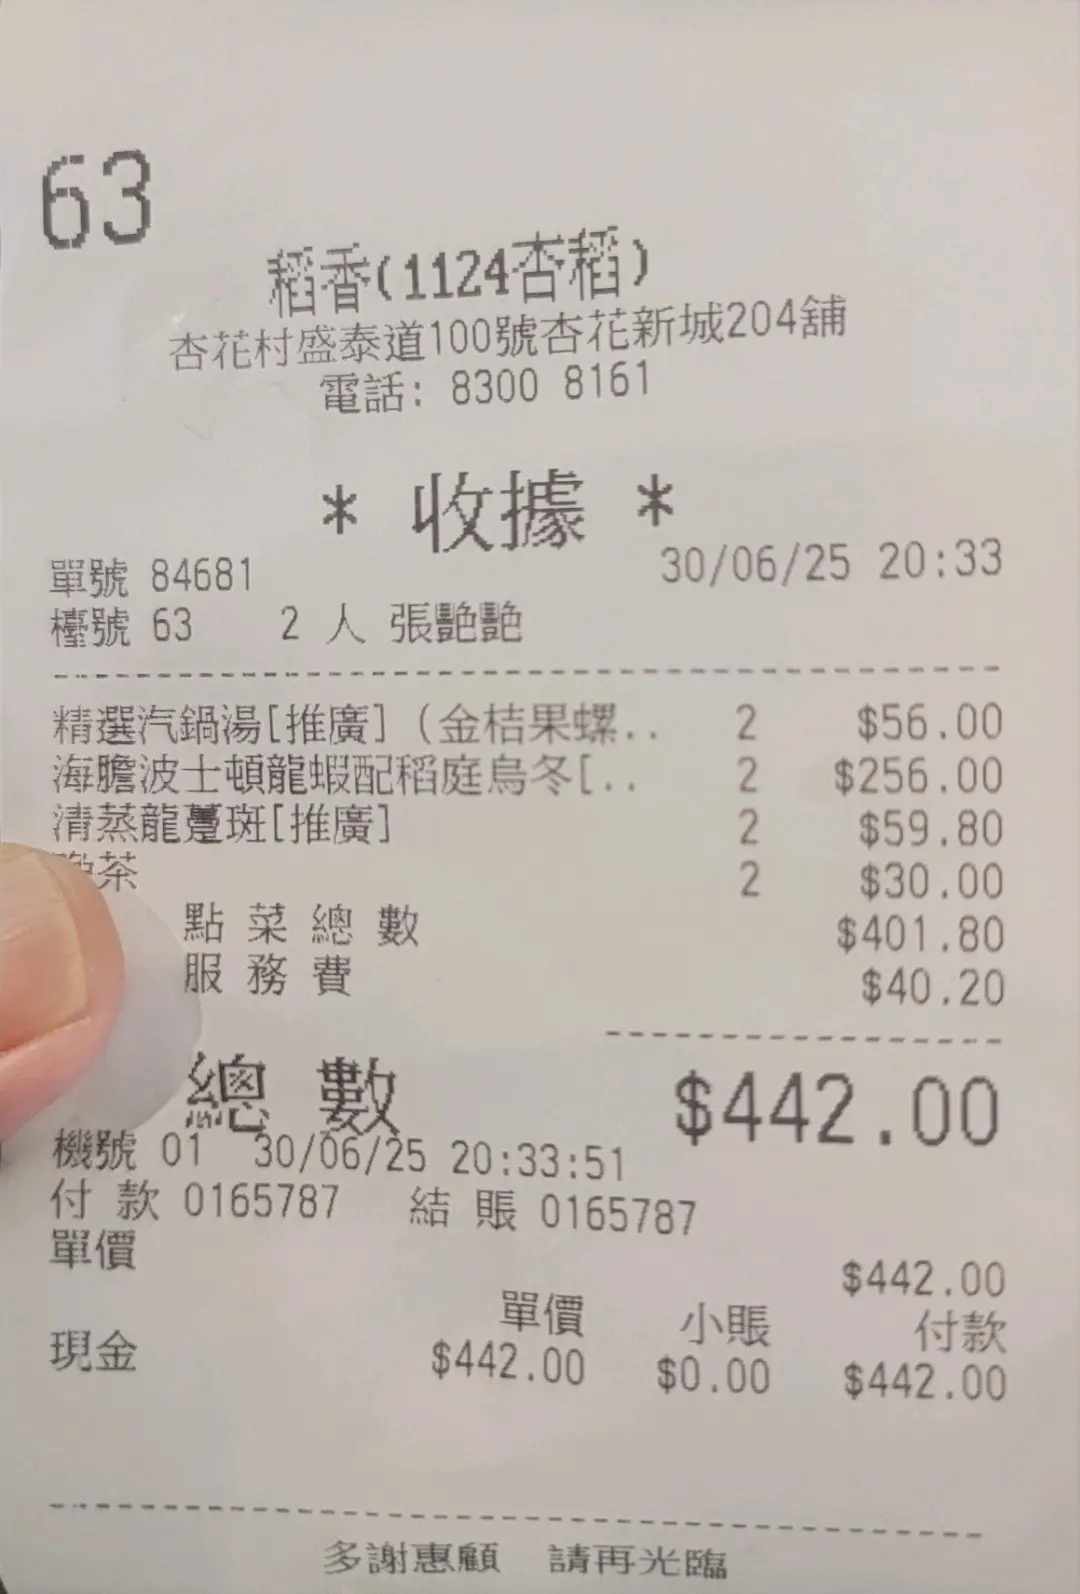 63
稻香(1124杏稻)
杏花村盛泰道100號杏花新城204舖
電話: 8300 8161
* 收據 *
30/06/25 20:33
單號 84681
檯號 63 2 人 張艷艷
精選汽鍋湯[推廣] (金桔果螺.. 2 $56.00
海膽波士頓龍蝦配稻庭烏冬[.. 2 $256.00
清蒸龍躉斑[推廣] 2 $59.80
茶 2 $30.00
點菜總數 $401.80
服務費 $40.20
總數 $442.00
機號 01 30/06/25 20:33:51
付款 0165787 結賬 0165787
單價 $442.00
單價 小賬 付款
現金 $442.00 $0.00 $442.00
多謝惠顧 請再光臨